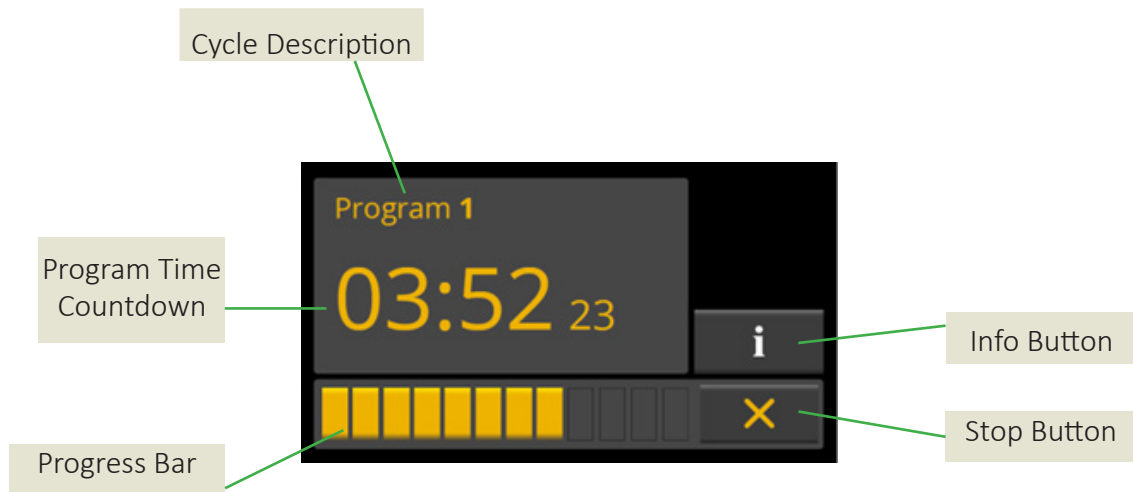 Cycle Description
Program 1
Program Time
Countdown
03:52 23
i
Info Button
Stop Button
Progress Bar